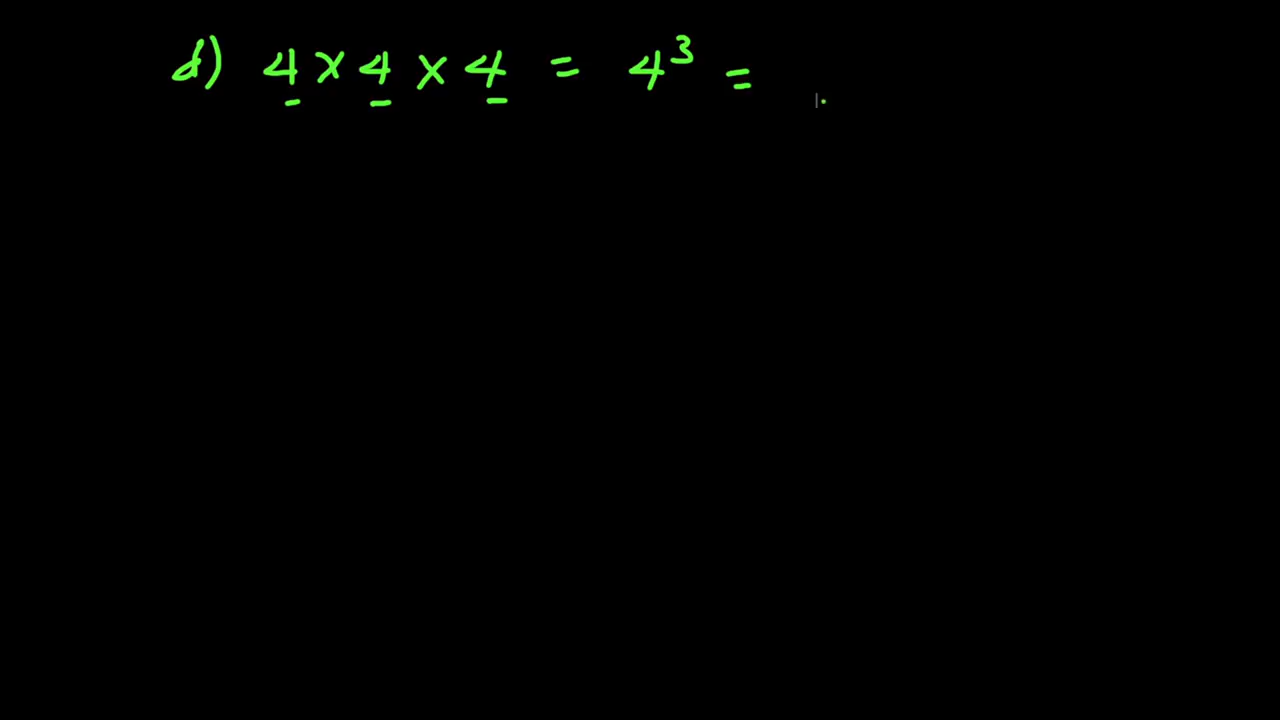 d) 4 x 4 x 4 = 4³ =